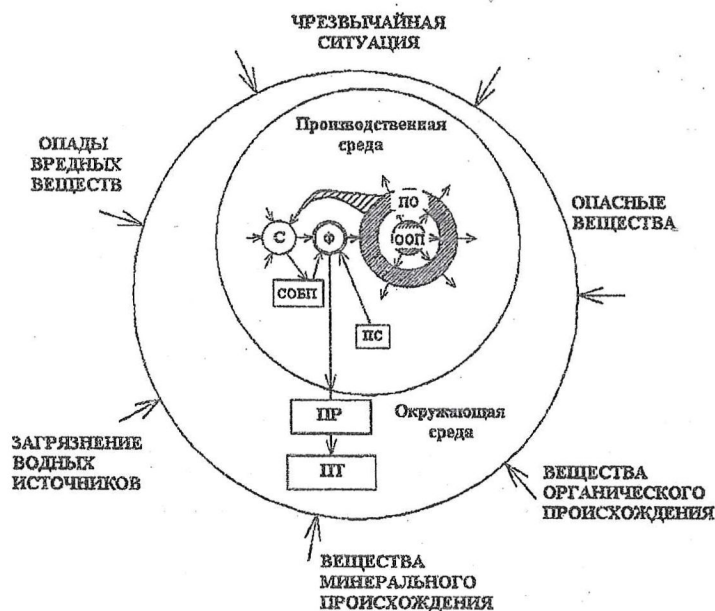 ЧРЕЗВЫЧАЙНАЯ
СИТУАЦИЯ
Производственная
среда
ОПАДЫ
ВРЕДНЫХ
ВЕЩЕСТВ
ОПАСНЫЕ
ВЕЩЕСТВА
ПО
С
Ф
ООП
СОБП
ПС
ПР
Окружающая
среда
ПТ
ЗАГРЯЗНЕНИЕ
ВОДНЫХ
ИСТОЧНИКОВ
ВЕЩЕСТВА
ОРГАНИЧЕСКОГО
ПРОИСХОЖДЕНИЯ
ВЕЩЕСТВА
МИНЕРАЛЬНОГО
ПРОИСХОЖДЕНИЯ